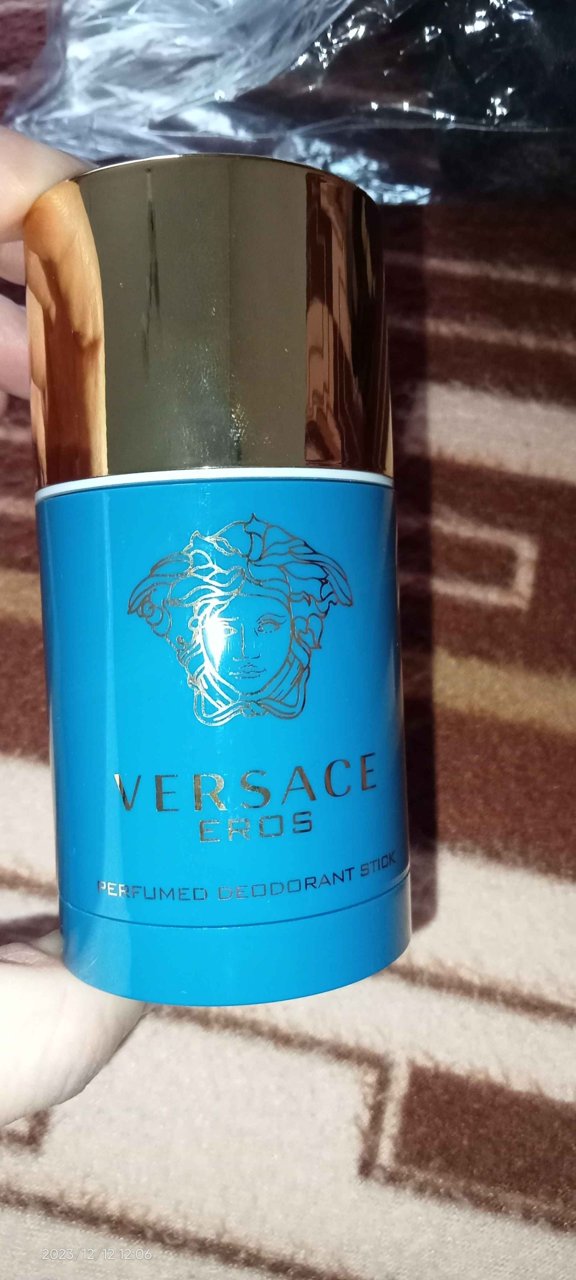 VERSACE
EROS
PERFUMED DEODORANT STICK
2023/12/12 12:06